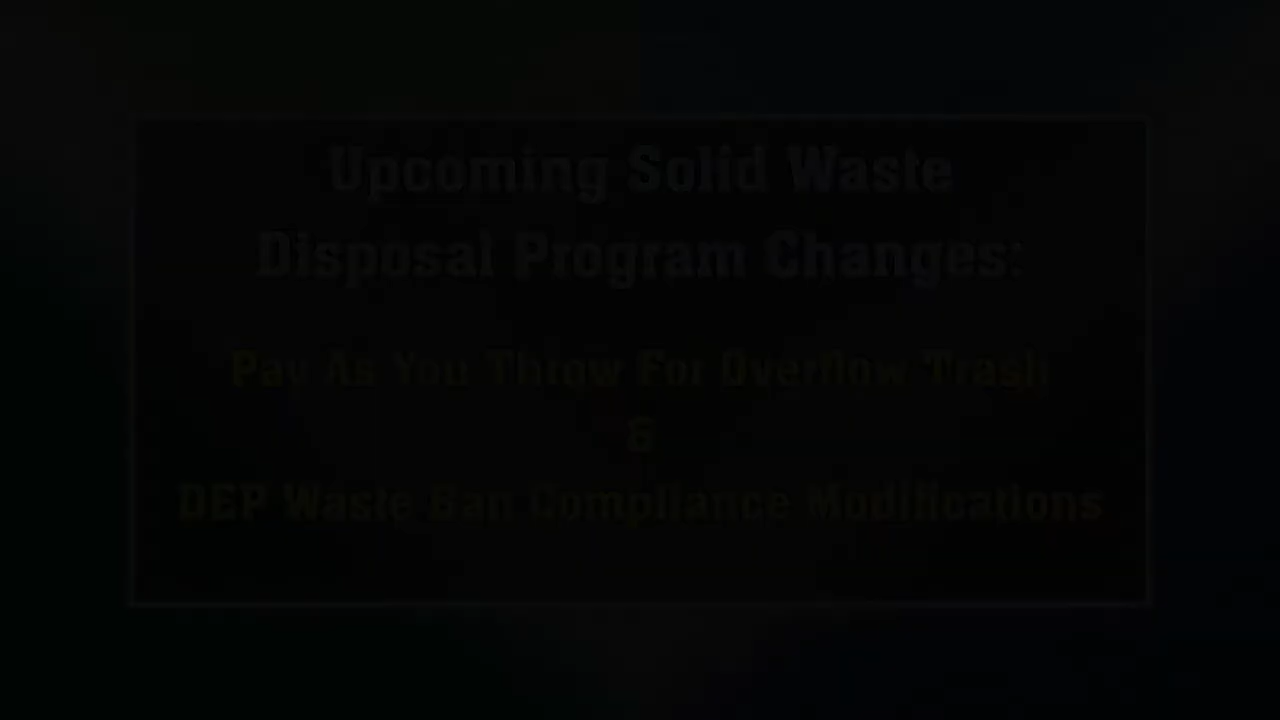 Upcoming Solid Waste
Disposal Program Changes:
Pay As You Throw For Overflow Trash
&
DEP Waste Ban Compliance Modifications